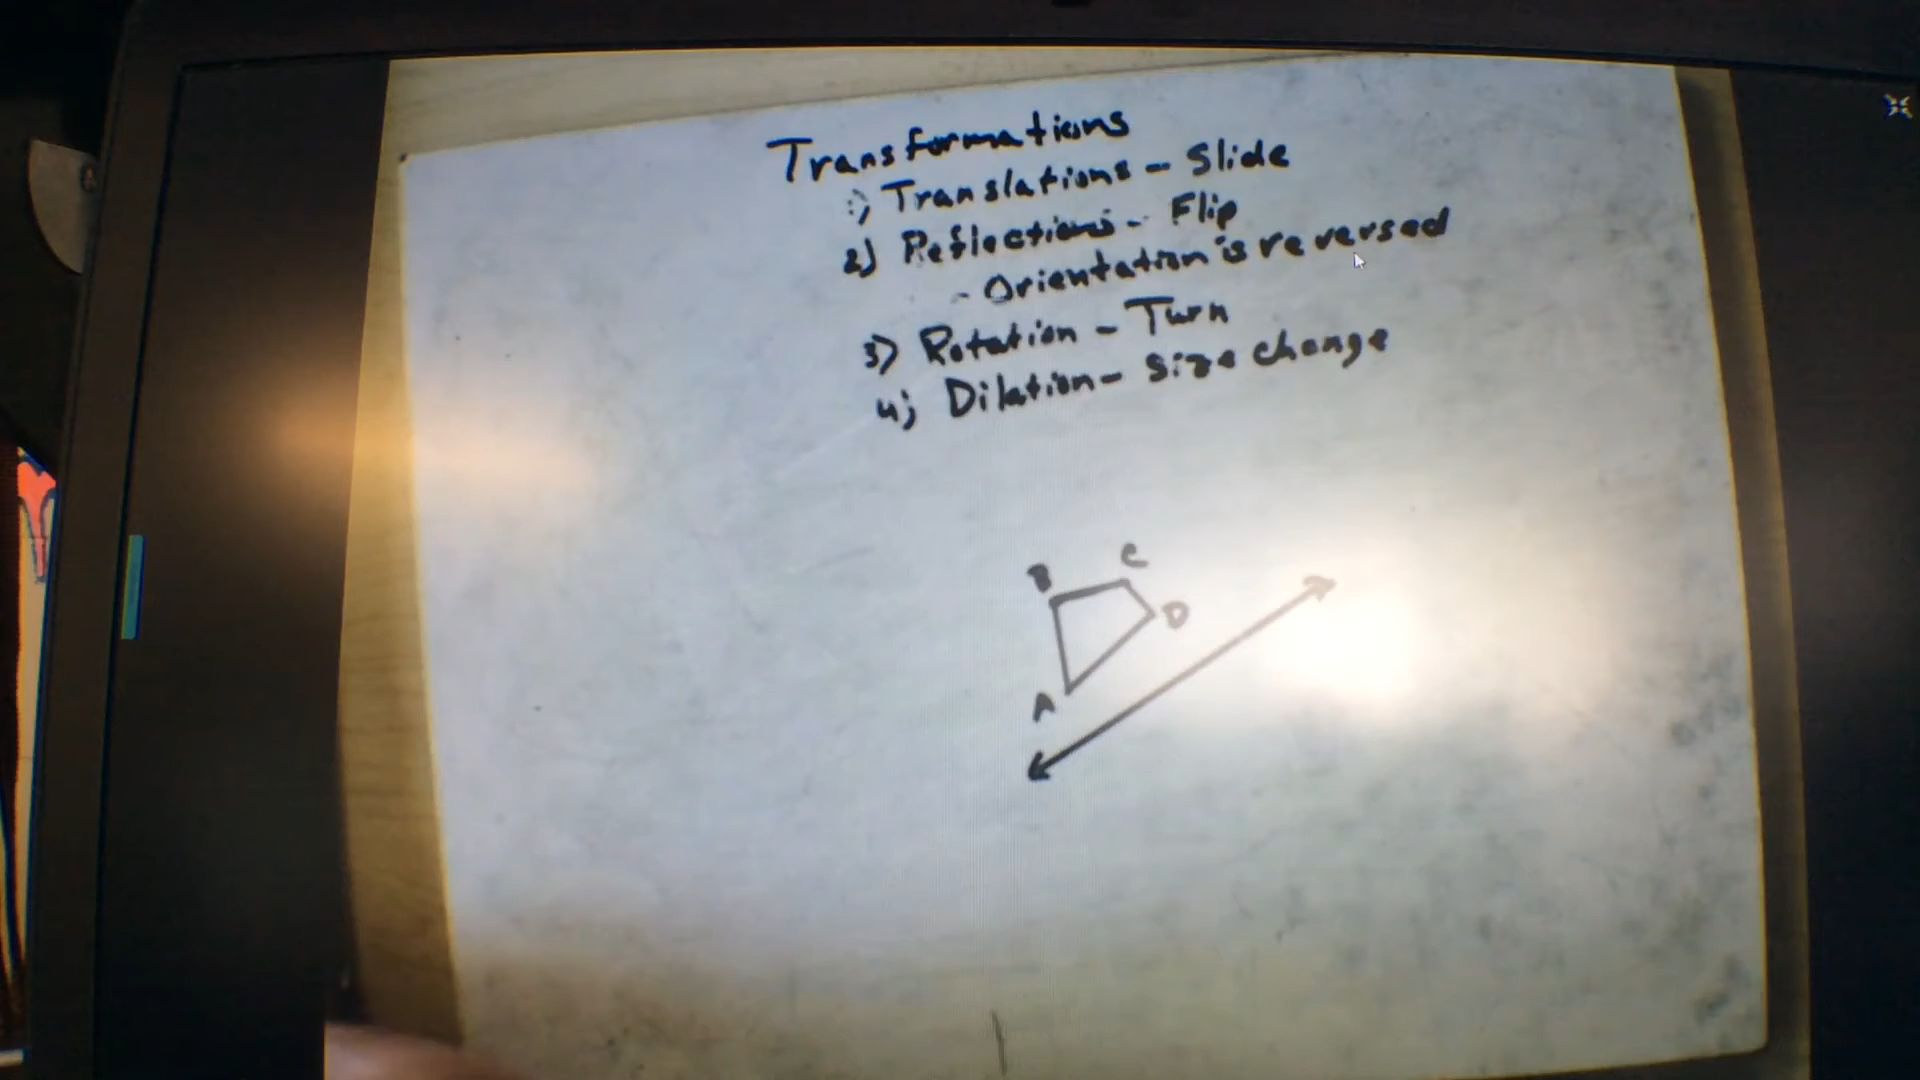 Transformations
1) Translations - Slide
2) Reflections - Flip
- Orientation is reversed
3) Rotation - Turn
4) Dilation - Size change
B
C
D
A